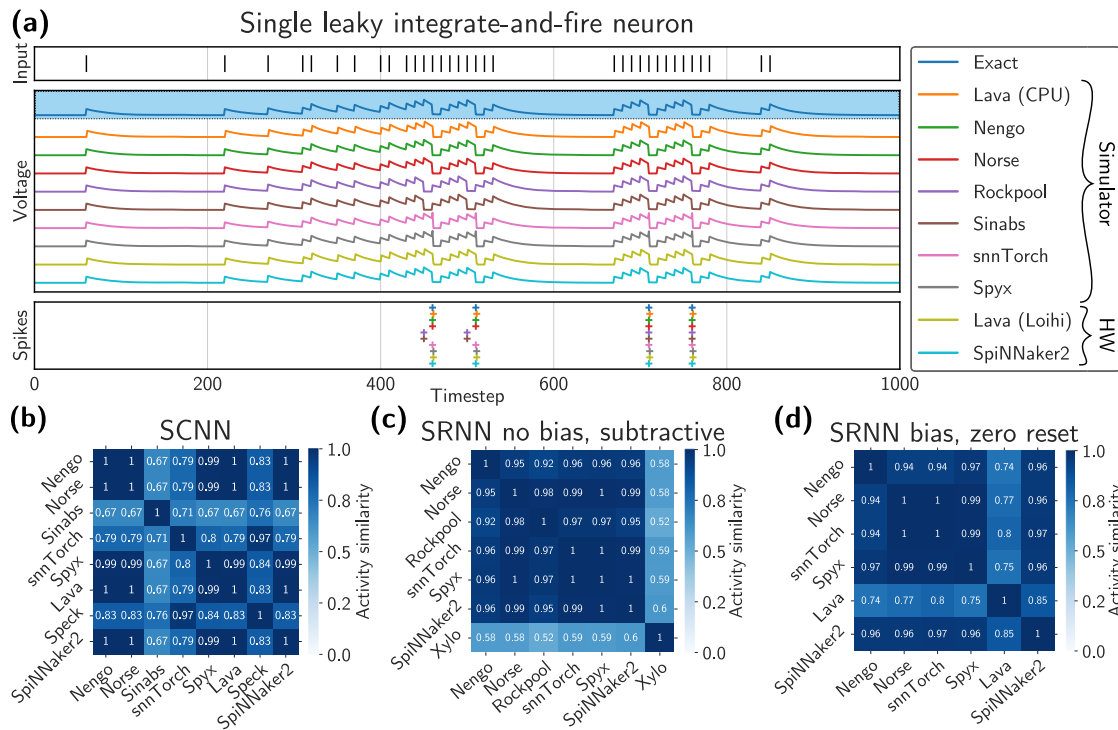 (a) Single leaky integrate-and-fire neuron
Input
Voltage
Spikes
0 200 400 600 800 1000
Timestep
Exact
Lava (CPU)
Nengo
Norse
Rockpool
Sinabs
snnTorch
Spyx
Lava (Loihi)
SpiNNaker2
Simulator
HW
(b) SCNN
Nengo 1 1 0.67 0.79 0.99 1 0.83 1
Norse 1 1 0.67 0.79 0.99 1 0.83 1
Sinabs 0.67 0.67 1 0.71 0.67 0.67 0.76 0.67
snnTorch 0.79 0.79 0.71 1 0.8 0.79 0.97 0.79
Spyx 0.99 0.99 0.67 0.8 1 0.99 0.84 0.99
Lava 1 1 0.67 0.79 0.99 1 0.83 1
Speck 0.83 0.83 0.76 0.97 0.84 0.83 1 0.83
SpiNNaker2 1 1 0.67 0.79 0.99 1 0.83 1
Nengo Norse Sinabs snnTorch Spyx Lava Speck SpiNNaker2
1.0
0.8
0.6
0.4
0.2
0.0
Activity similarity
(c) SRNN no bias, subtractive
Nengo 1 0.95 0.92 0.96 0.96 0.96 0.58
Norse 0.95 1 0.98 0.99 1 0.99 0.58
Rockpool 0.92 0.98 1 0.97 0.97 0.95 0.52
snnTorch 0.96 0.99 0.97 1 1 0.99 0.59
Spyx 0.96 1 0.97 1 1 1 0.59
SpiNNaker2 0.96 0.99 0.95 0.99 1 1 0.6
Xylo 0.58 0.58 0.52 0.59 0.59 0.6 1
Nengo Norse Rockpool snnTorch Spyx SpiNNaker2 Xylo
1.0
0.8
0.6
0.4
0.2
0.0
Activity similarity
(d) SRNN bias, zero reset
Nengo 1 0.94 0.94 0.97 0.74 0.96
Norse 0.94 1 1 0.99 0.77 0.96
snnTorch 0.94 1 1 0.99 0.8 0.97
Spyx 0.97 0.99 0.99 1 0.75 0.96
Lava 0.74 0.77 0.8 0.75 1 0.85
SpiNNaker2 0.96 0.96 0.97 0.96 0.85 1
Nengo Norse snnTorch Spyx Lava SpiNNaker2
1.0
0.8
0.6
0.4
0.2
0.0
Activity similarity